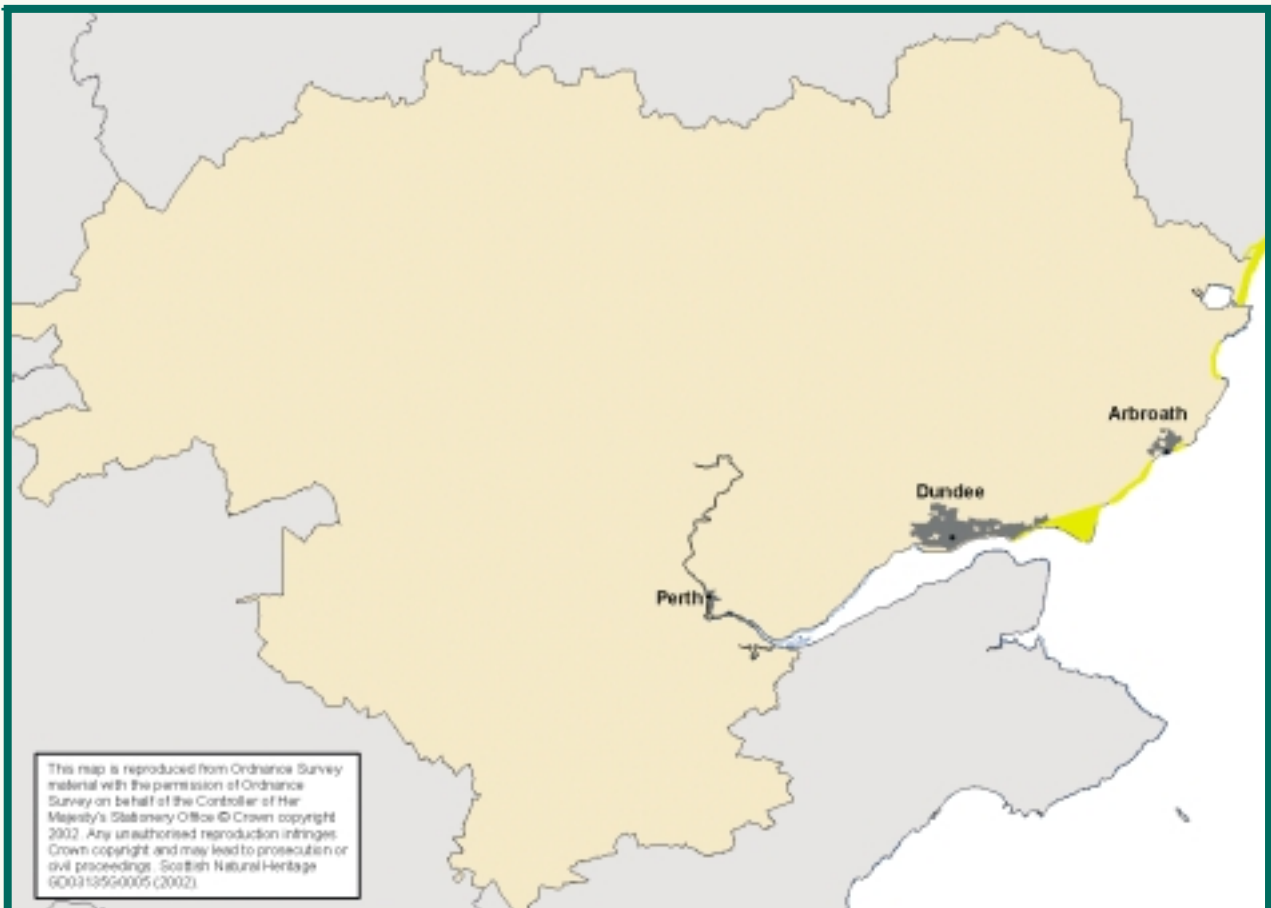 Arbroath
Dundee
Perth
This map is reproduced from Ordnance Survey
material with the permission of Ordnance
Survey on behalf of the Controller of Her
Majesty's Stationery Office © Crown copyright
2002. Any unauthorised reproduction infringes
Crown copyright and may lead to prosecution or
civil proceedings. Scottish Natural Heritage
GD03135G0005 (2002).